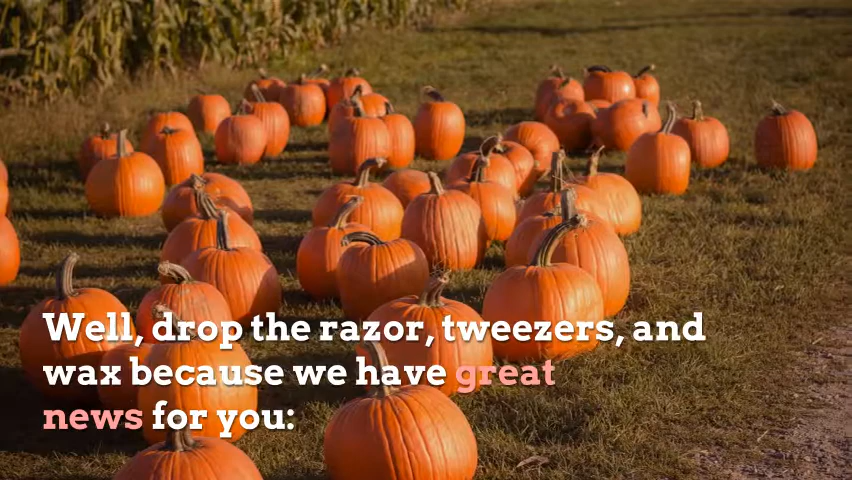 Well, drop the razor, tweezers, and
wax because we have great
news for you: